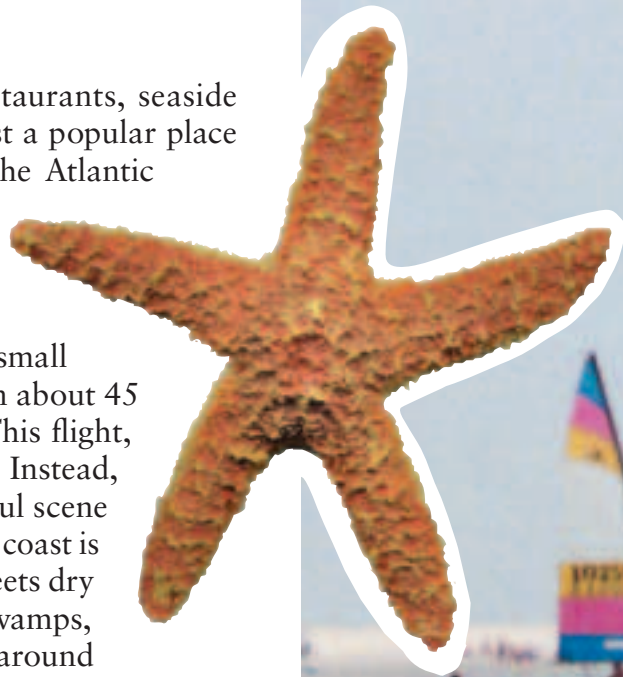 taurants, seaside
st a popular place
he Atlantic
small
n about 45
This flight,
Instead,
ul scene
coast is
eets dry
wamps,
around